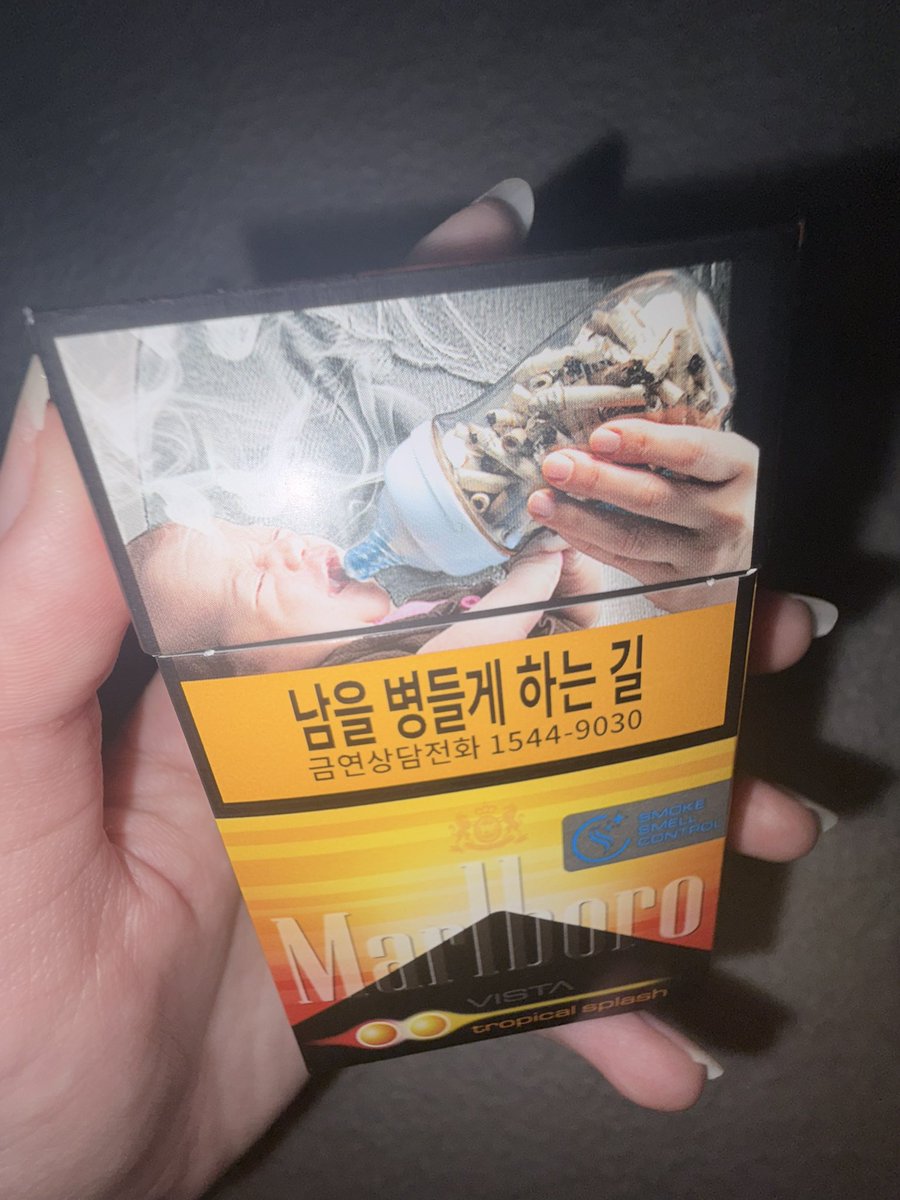 남을 병들게 하는 길
금연상담전화 1544-9030
SMOKE
SMELL
CONTROL
Marlboro
VISTA
tropical splash